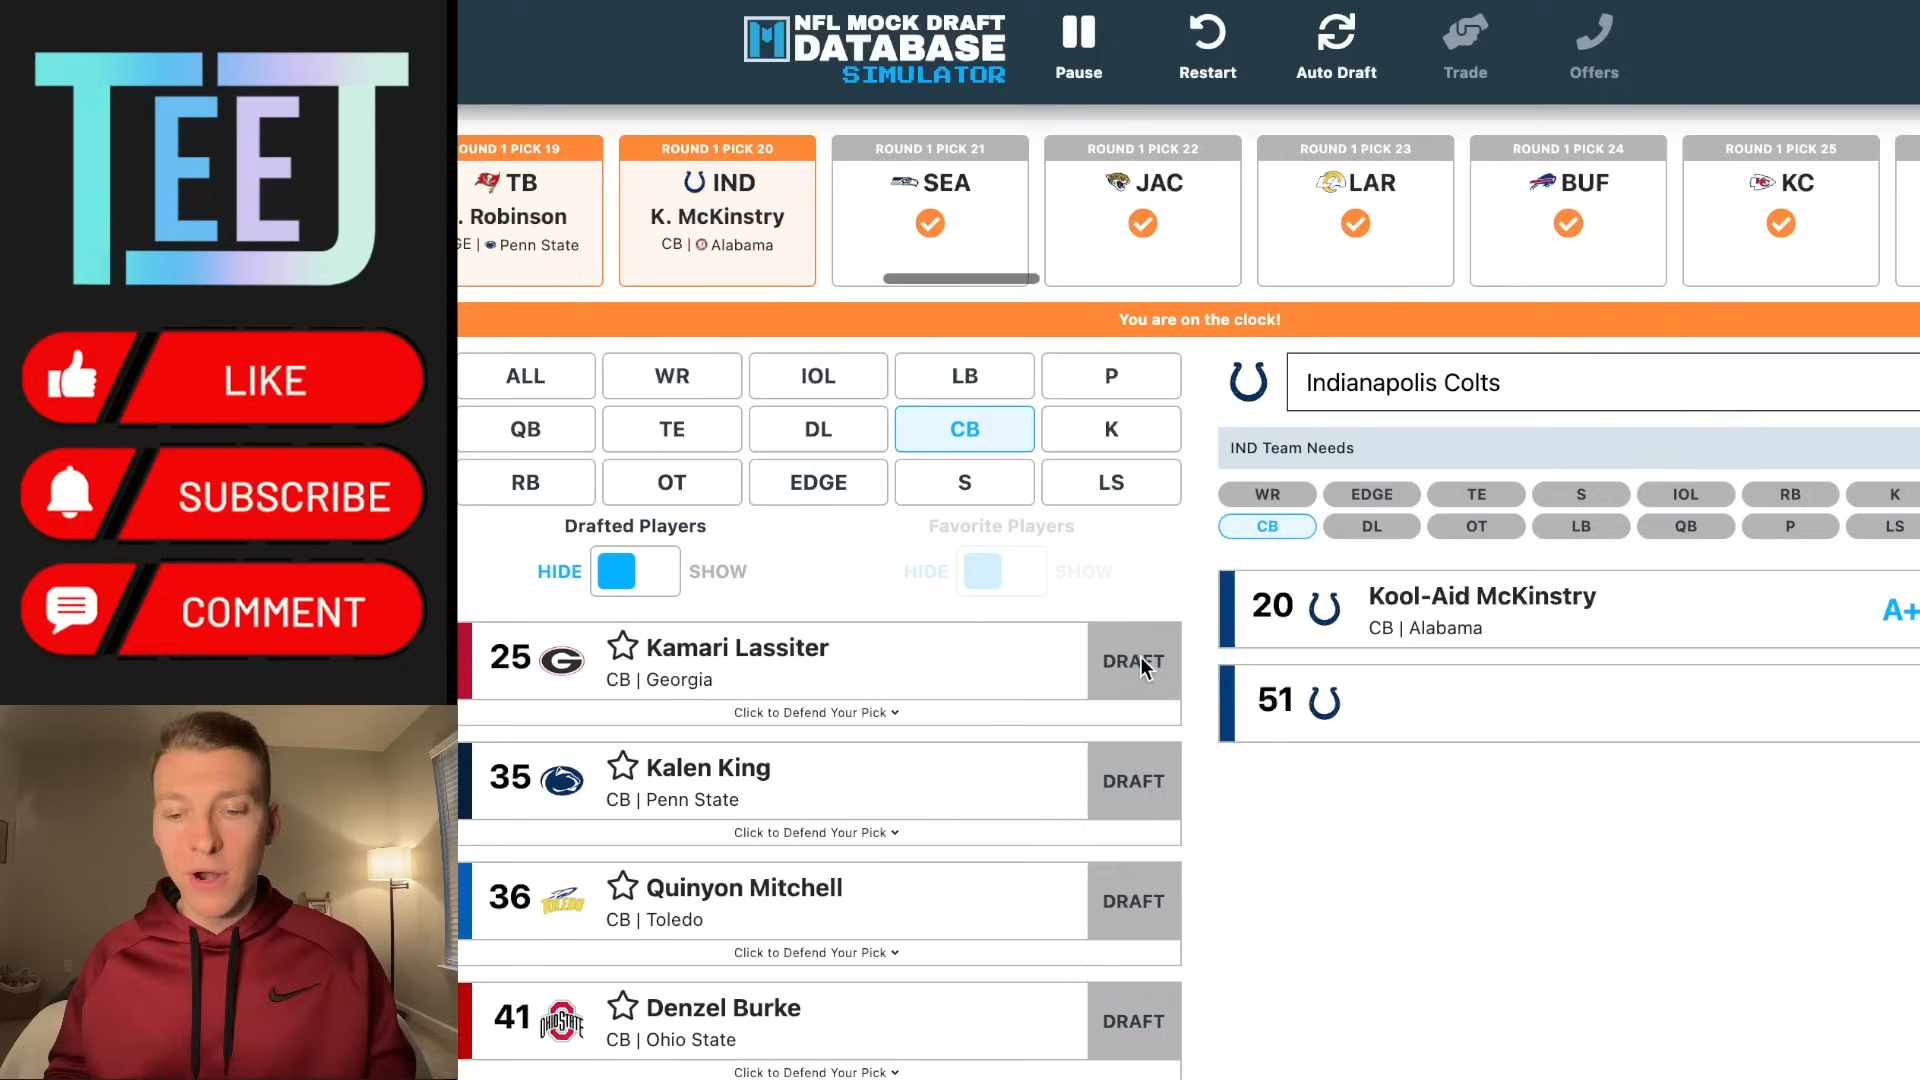 TEEJ
LIKE
SUBSCRIBE
COMMENT
NFL MOCK DRAFT
DATABASE
SIMULATOR
Pause
Restart
Auto Draft
Trade
Offers
OUND 1 PICK 19
TB
. Robinson
GE | Penn State
ROUND 1 PICK 20
IND
K. McKinstry
CB | Alabama
ROUND 1 PICK 21
SEA
ROUND 1 PICK 22
JAC
ROUND 1 PICK 23
LAR
ROUND 1 PICK 24
BUF
ROUND 1 PICK 25
KC
You are on the clock!
ALL WR IOL LB P
QB TE DL CB K
RB OT EDGE S LS
Drafted Players
HIDE SHOW
Favorite Players
HIDE SHOW
25 G Kamari Lassiter DRAFT
CB | Georgia
Click to Defend Your Pick
35 Kalen King DRAFT
CB | Penn State
Click to Defend Your Pick
36 TOLEDO Quinyon Mitchell DRAFT
CB | Toledo
Click to Defend Your Pick
41 OHIO STATE Denzel Burke DRAFT
CB | Ohio State
Click to Defend Your Pick
Indianapolis Colts
IND Team Needs
WR EDGE TE S IOL RB K
CB DL OT LB QB P LS
20 Kool-Aid McKinstry A+
CB | Alabama
51